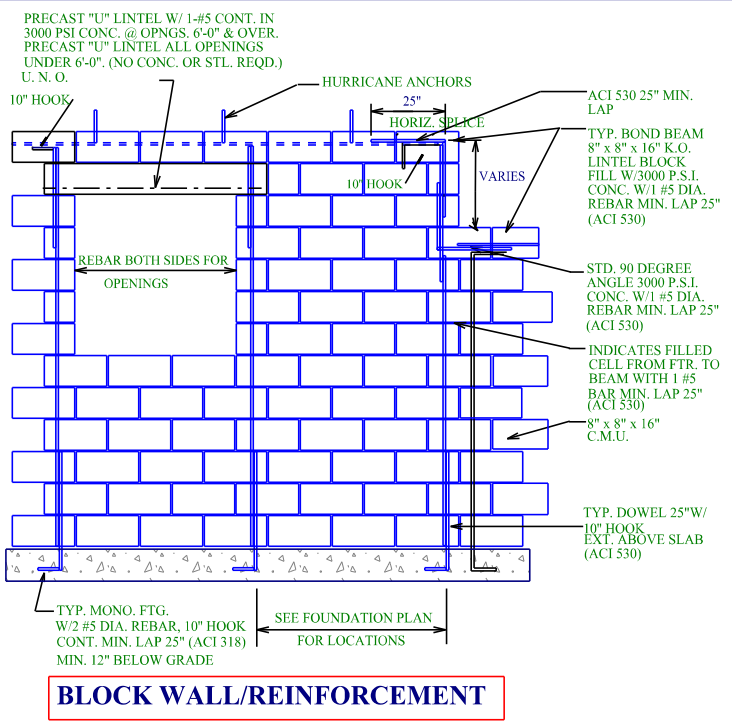 PRECAST "U" LINTEL W/ 1-#5 CONT. IN
3000 PSI CONC. @ OPNGS. 6'-0" & OVER.
PRECAST "U" LINTEL ALL OPENINGS
UNDER 6'-0". (NO CONC. OR STL. REQD.)
U. N. O.
10" HOOK
HURRICANE ANCHORS
25"
HORIZ. SPLICE
10" HOOK
ACI 530 25" MIN.
LAP
TYP. BOND BEAM
8" x 8" x 16" K.O.
LINTEL BLOCK
FILL W/3000 P.S.I.
CONC. W/1 #5 DIA.
REBAR MIN. LAP 25"
(ACI 530)
VARIES
REBAR BOTH SIDES FOR
OPENINGS
STD. 90 DEGREE
ANGLE 3000 P.S.I.
CONC. W/1 #5 DIA.
REBAR MIN. LAP 25"
(ACI 530)
INDICATES FILLED
CELL FROM FTR. TO
BEAM WITH 1 #5
BAR MIN. LAP 25"
(ACI 530)
8" x 8" x 16"
C.M.U.
TYP. DOWEL 25"W/
10" HOOK
EXT. ABOVE SLAB
(ACI 530)
TYP. MONO. FTG.
W/2 #5 DIA. REBAR, 10" HOOK
CONT. MIN. LAP 25" (ACI 318)
MIN. 12" BELOW GRADE
SEE FOUNDATION PLAN
FOR LOCATIONS
BLOCK WALL/REINFORCEMENT